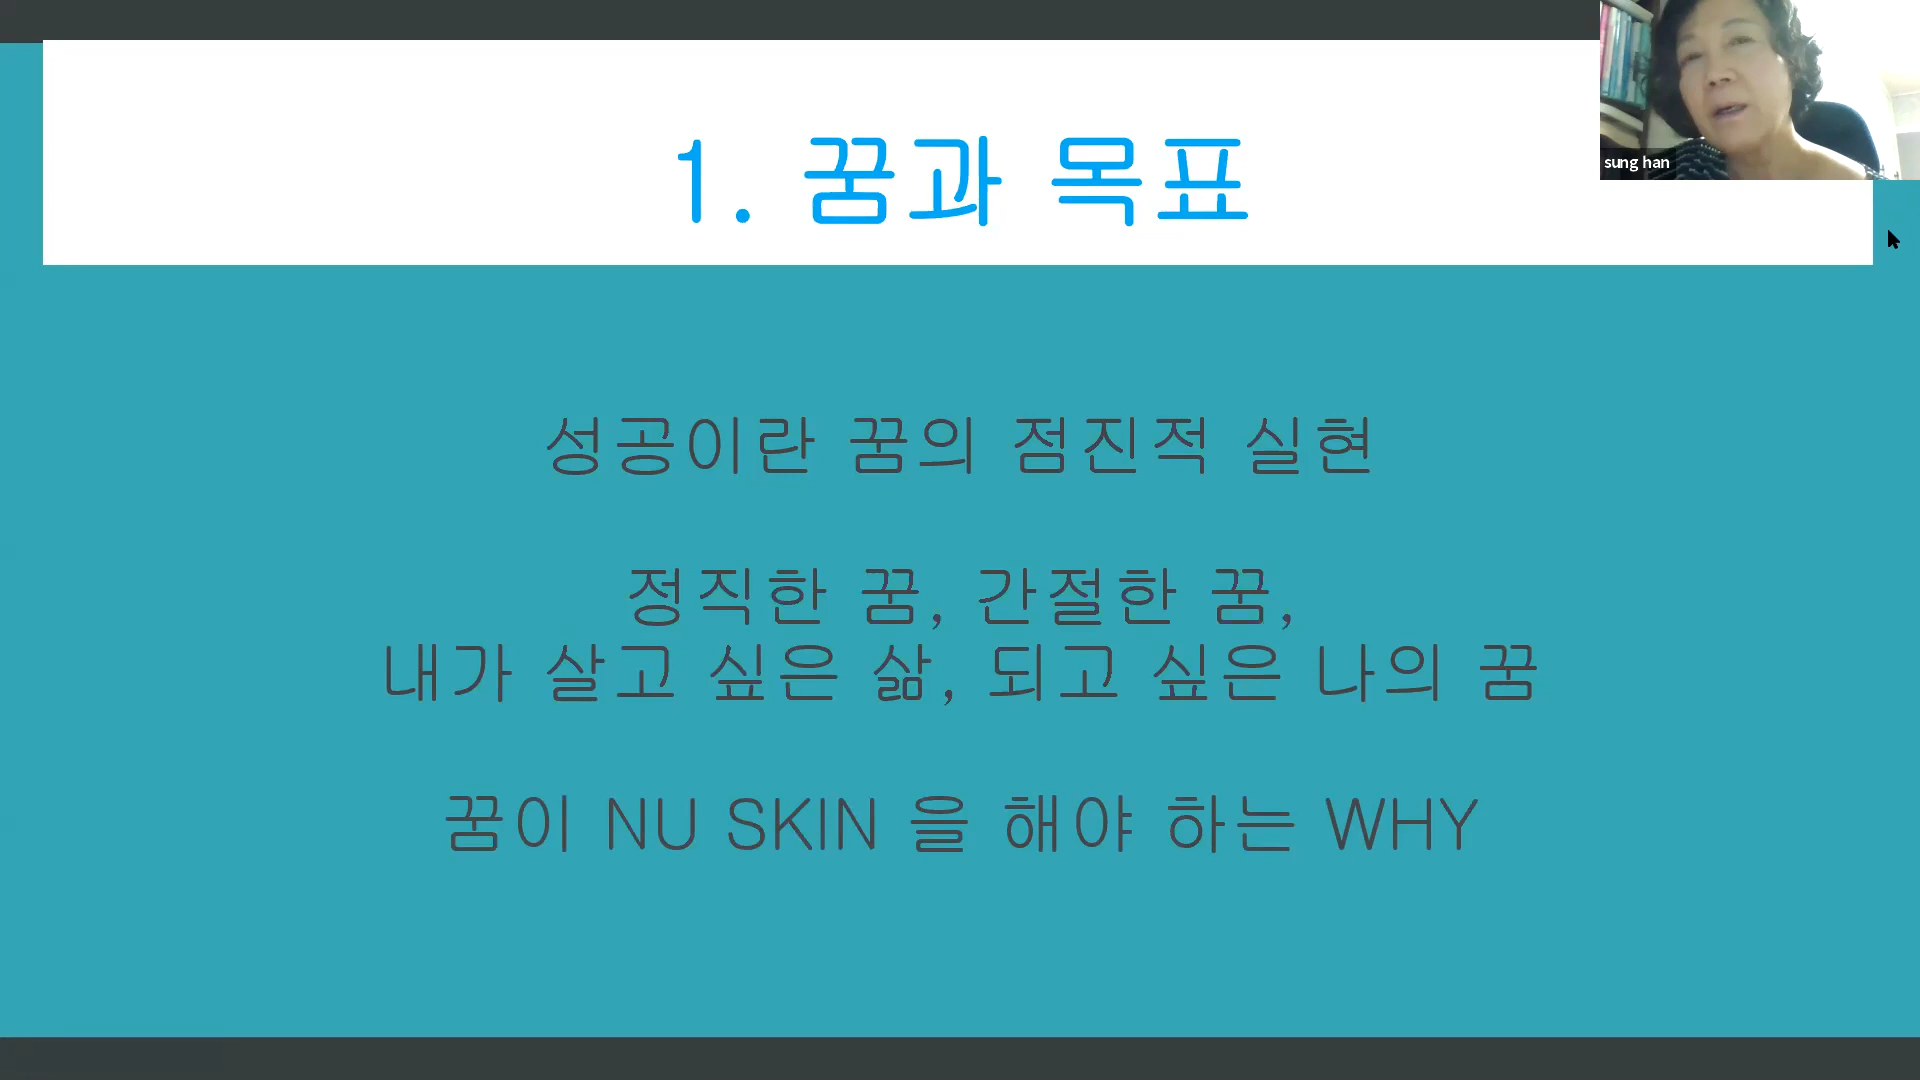 1. 꿈과 목표
sung han
성공이란 꿈의 점진적 실현
정직한 꿈, 간절한 꿈,
내가 살고 싶은 삶, 되고 싶은 나의 꿈
꿈이 NU SKIN 을 해야 하는 WHY